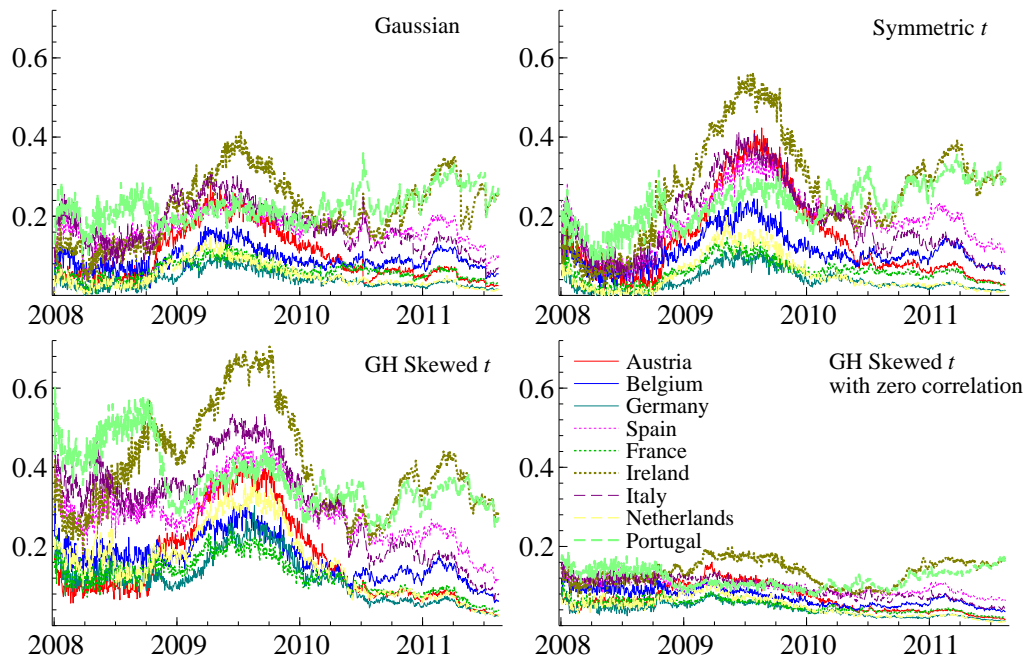 Gaussian
0.6
0.4
0.2
2008 2009 2010 2011
Symmetric t
0.6
0.4
0.2
2008 2009 2010 2011
GH Skewed t
0.6
0.4
0.2
2008 2009 2010 2011
GH Skewed t
with zero correlation
0.6
0.4
0.2
Austria
Belgium
Germany
Spain
France
Ireland
Italy
Netherlands
Portugal
2008 2009 2010 2011